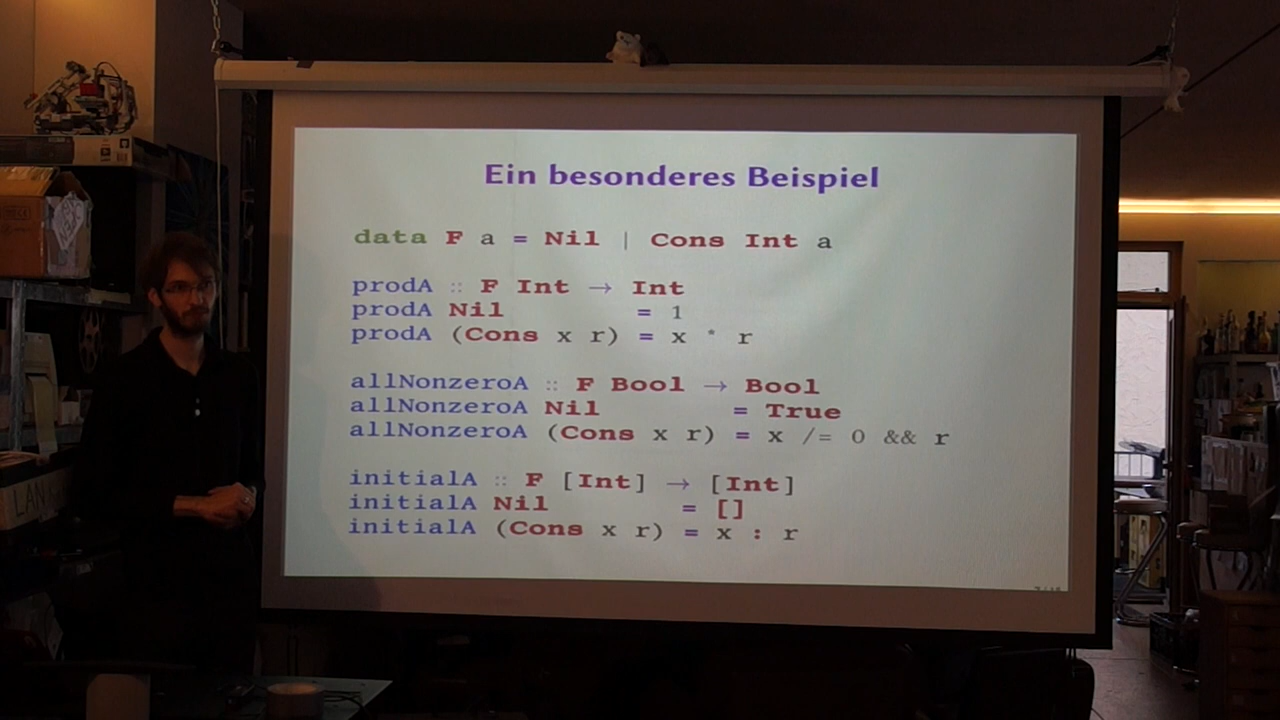 Ein besonderes Beispiel
data F a = Nil | Cons Int a
prodA :: F Int → Int
prodA Nil = 1
prodA (Cons x r) = x * r
allNonzeroA :: F Bool → Bool
allNonzeroA Nil = True
allNonzeroA (Cons x r) = x /= 0 && r
initialA :: F [Int] → [Int]
initialA Nil = []
initialA (Cons x r) = x : r